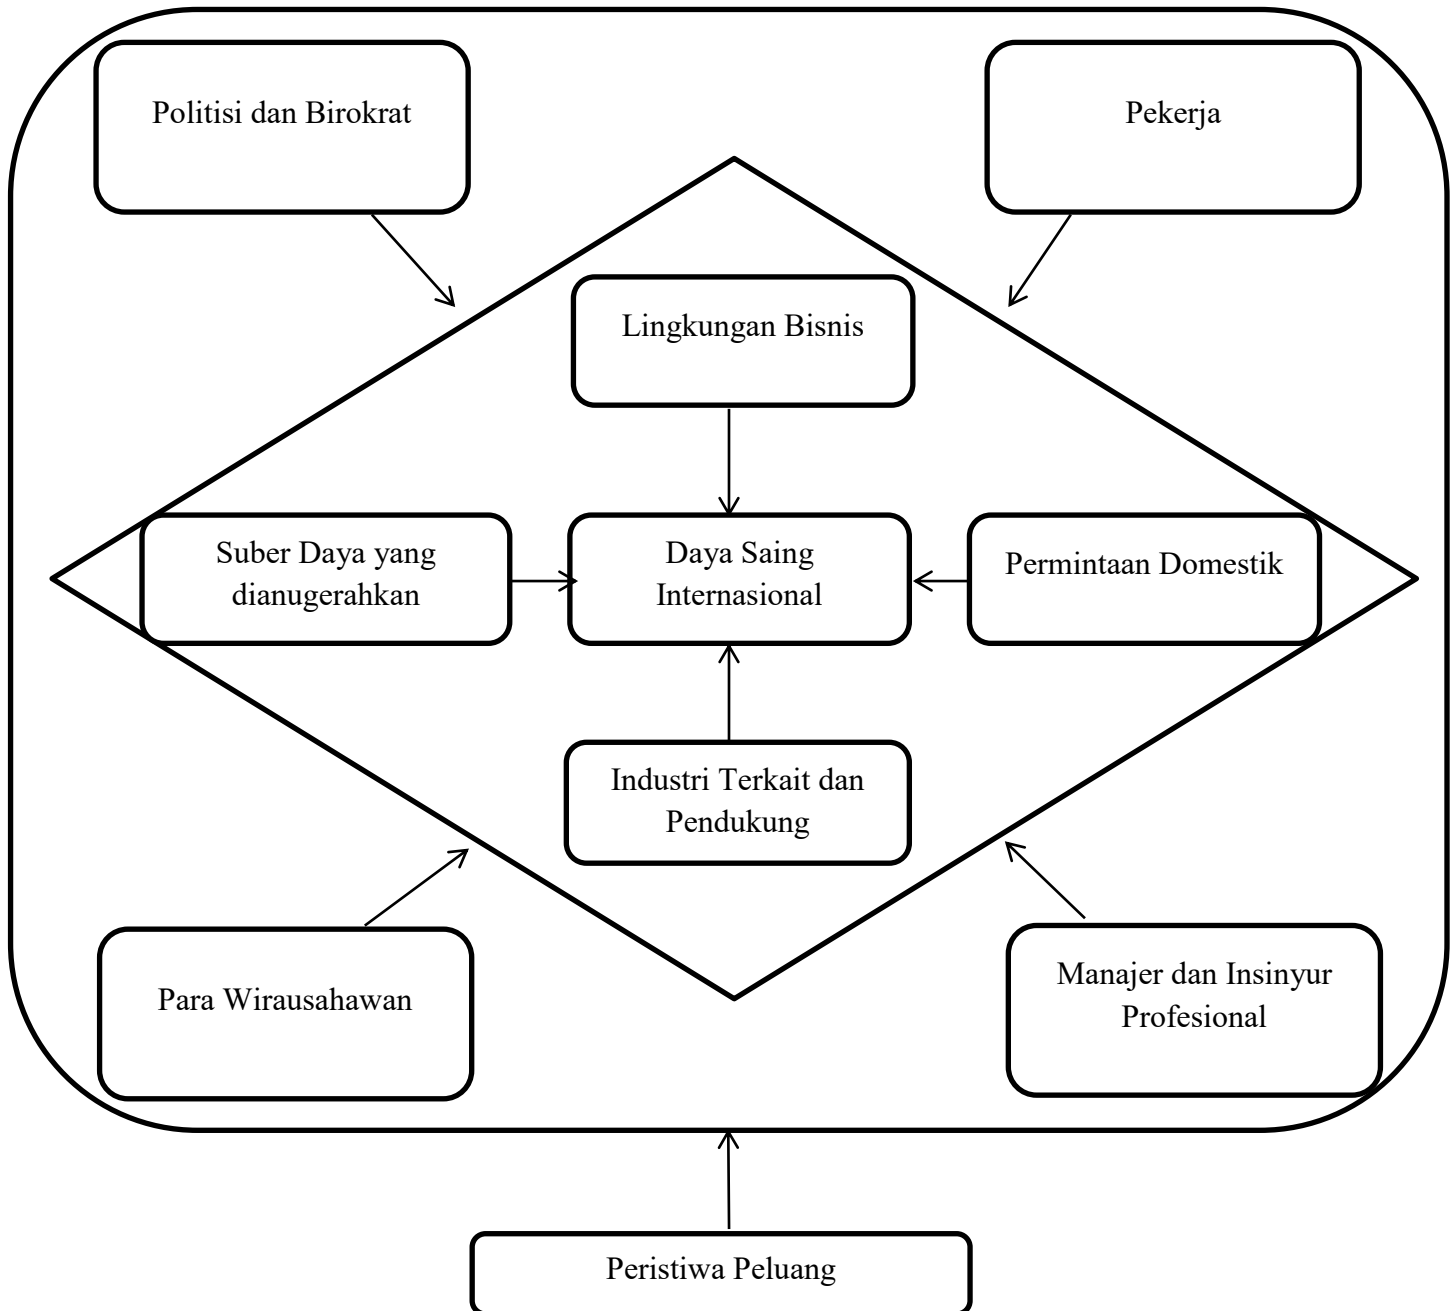 Politisi dan Birokrat
Pekerja
Lingkungan Bisnis
Suber Daya yang
dianugerahkan
Daya Saing
Internasional
Permintaan Domestik
Industri Terkait dan
Pendukung
Para Wirausahawan
Manajer dan Insinyur
Profesional
Peristiwa Peluang